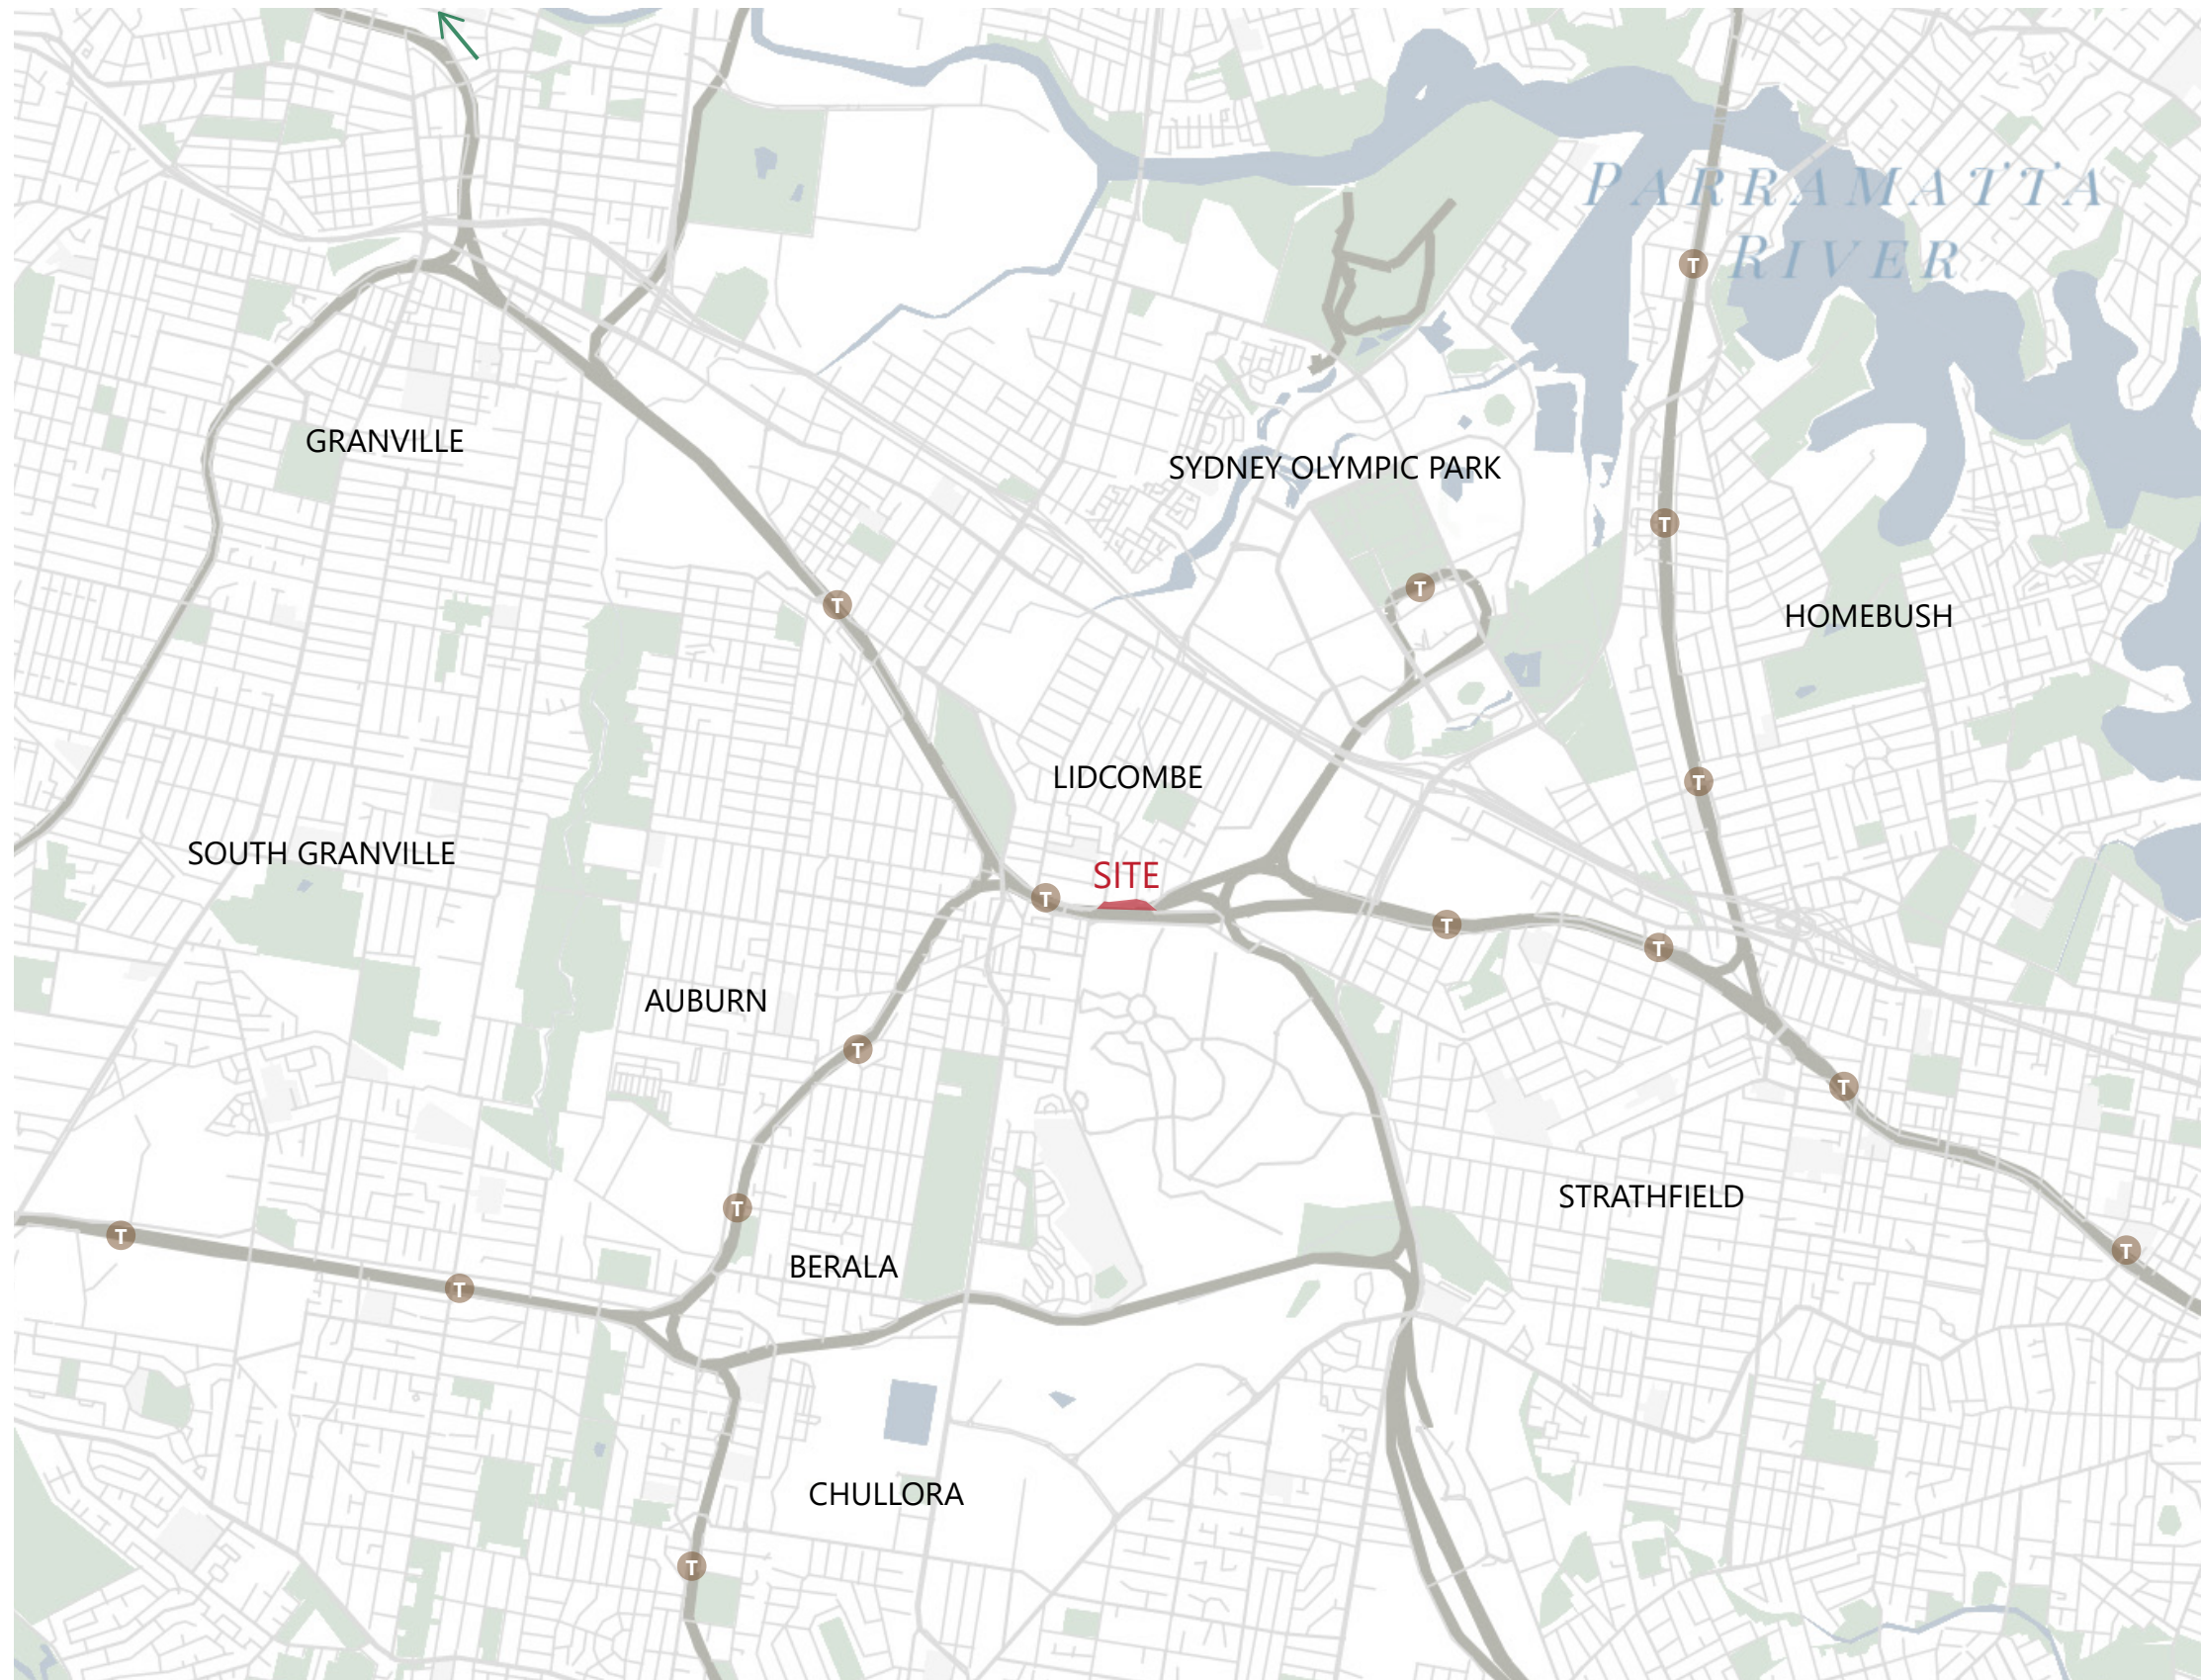 PARRAMATTA
RIVER
T
T
GRANVILLE
SYDNEY OLYMPIC PARK
T
T
HOMEBUSH
LIDCOMBE
T
SOUTH GRANVILLE
SITE
T
T
T
AUBURN
T
T
STRATHFIELD
T
T
T
BERALA
T
CHULLORA
T